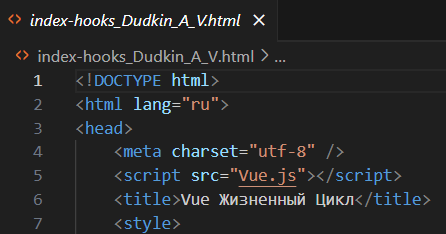 index-hooks_Dudkin_A_V.html
index-hooks_Dudkin_A_V.html > ...
1 <!DOCTYPE html>
2 <html lang="ru">
3 <head>
4 <meta charset="utf-8" />
5 <script src="Vue.js"></script>
6 <title>Vue Жизненный Цикл</title>
7 <style>